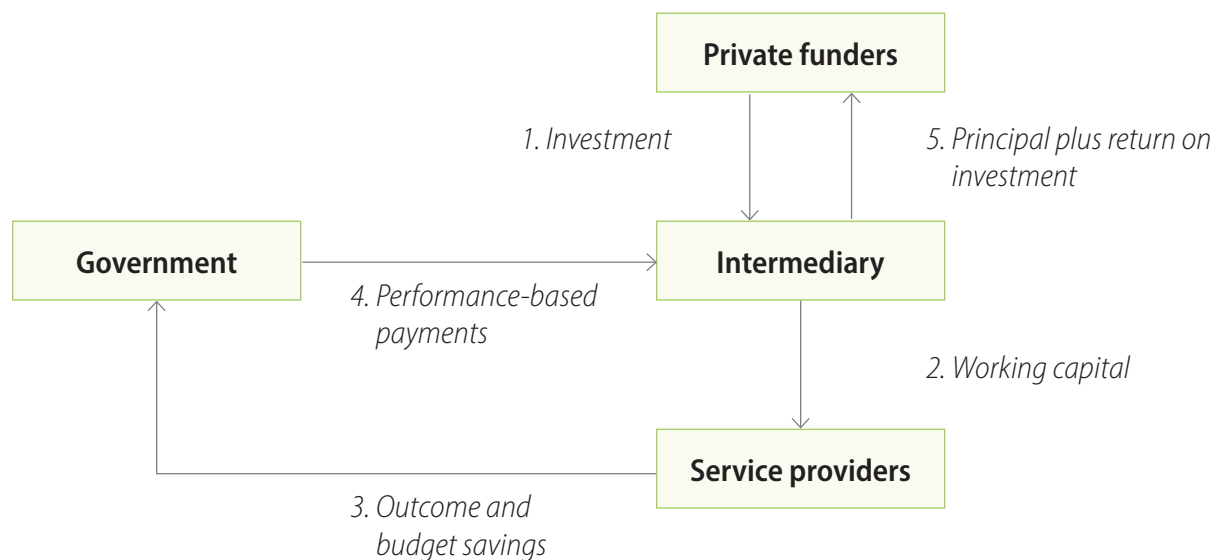 Private funders
1. Investment
5. Principal plus return on
investment
Government
Intermediary
4. Performance-based
payments
2. Working capital
Service providers
3. Outcome and
budget savings